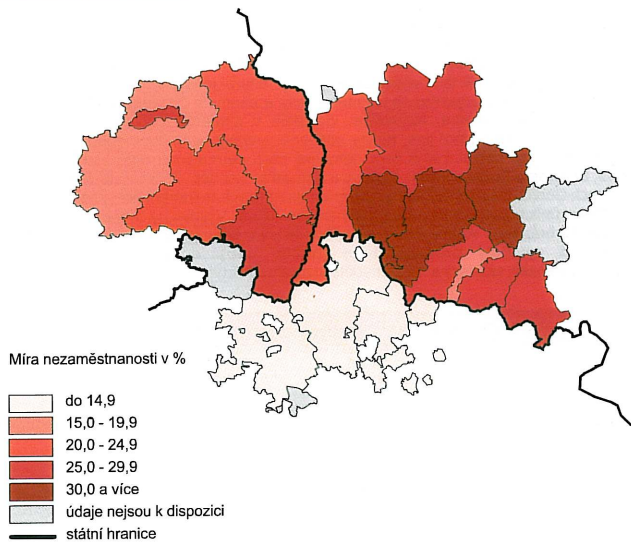 Míra nezaměstnanosti v %
do 14,9
15,0 - 19,9
20,0 - 24,9
25,0 - 29,9
30,0 a více
údaje nejsou k dispozici
státní hranice